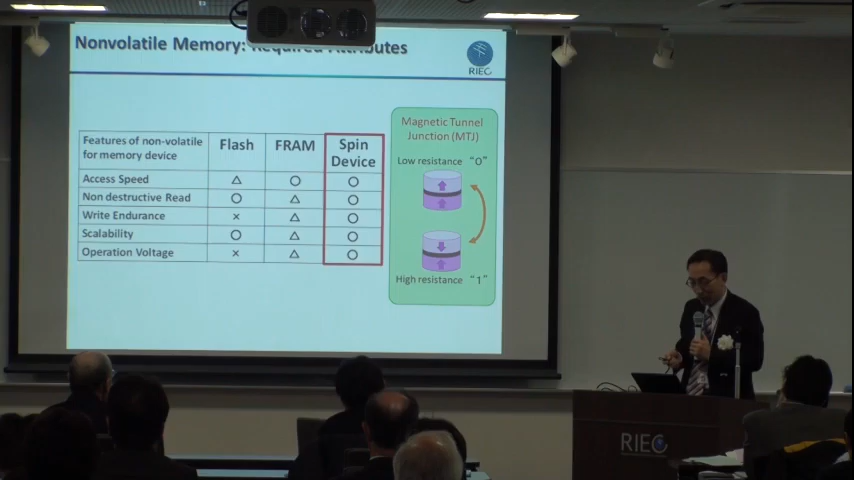 Nonvolatile Memory: Required Attributes
RIEC
Features of non-volatile
for memory device
Flash
FRAM
Spin
Device
Access Speed △ ○ ○
Non destructive Read ○ △ ○
Write Endurance × △ ○
Scalability ○ △ ○
Operation Voltage × △ ○
Magnetic Tunnel
Junction (MTJ)
Low resistance “0”
High resistance “1”
RIEC